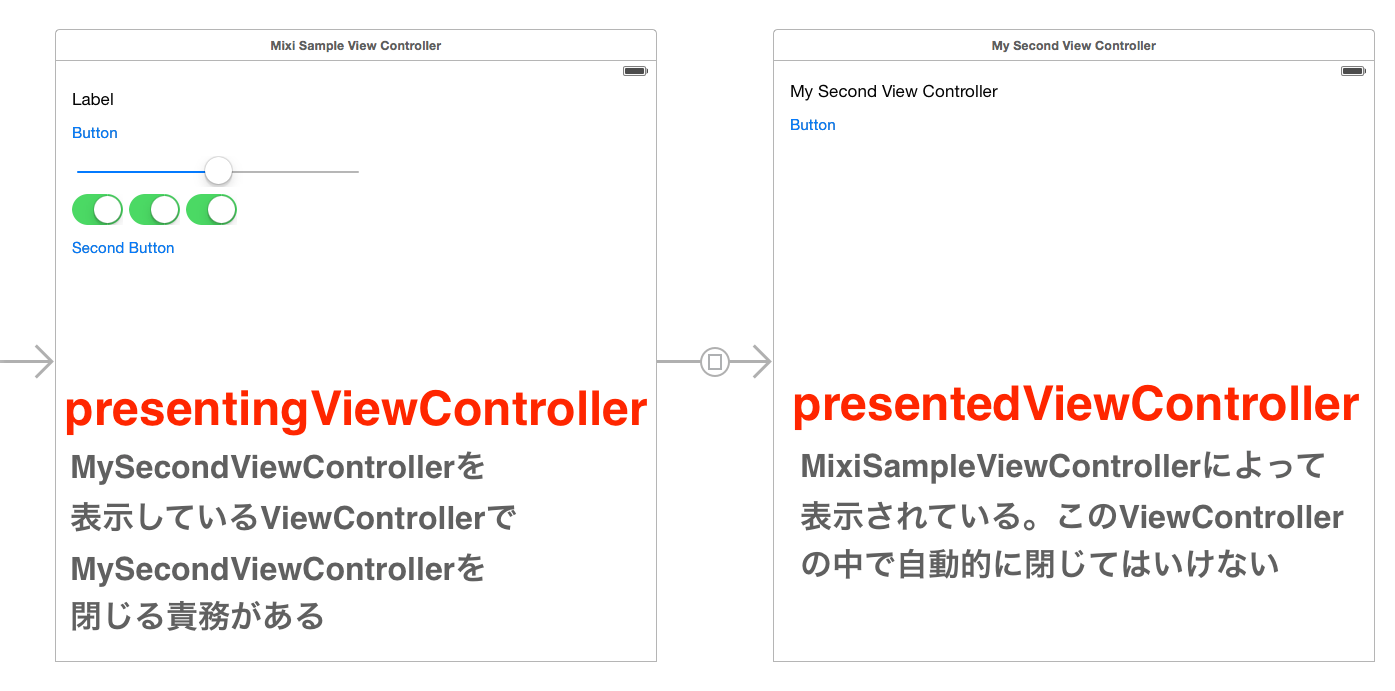 Mixi Sample View Controller
Label
Button
Second Button
presentingViewController
MySecondViewControllerを
表示しているViewControllerで
MySecondViewControllerを
閉じる責務がある
My Second View Controller
My Second View Controller
Button
presentedViewController
MixiSampleViewControllerによって
表示されている。このViewController
の中で自動的に閉じてはいけない